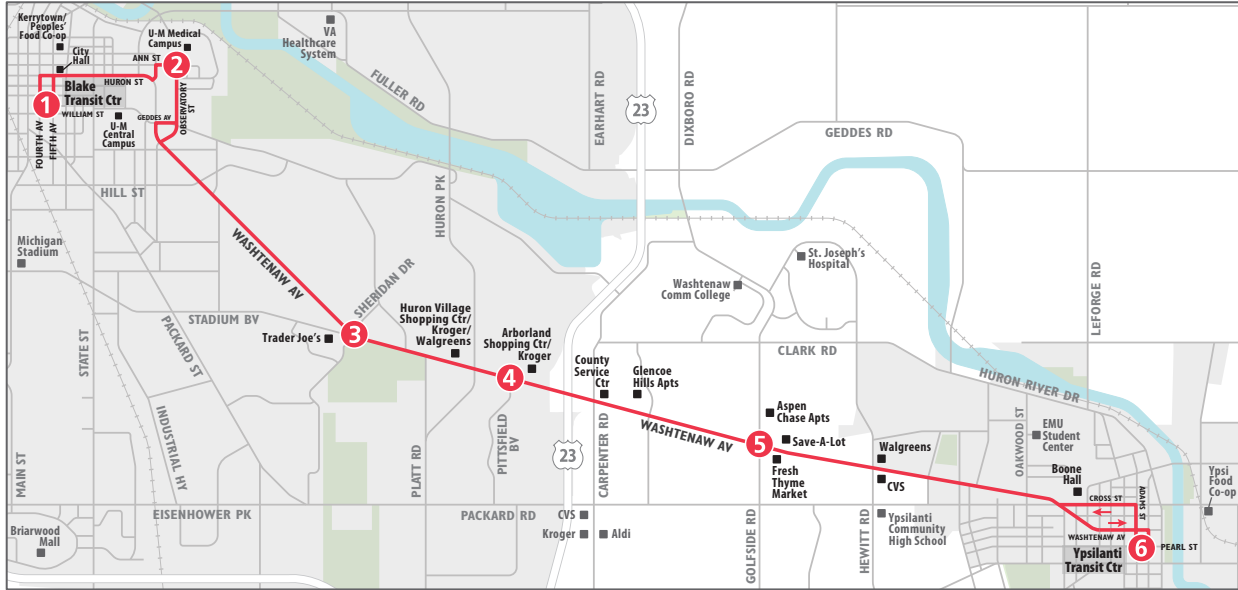 Kerrytown/
Peoples'
Food Co-op
City
Hall
U-M Medical
Campus
ANN ST
2
VA
Healthcare
System
HURON ST
Blake
Transit Ctr
1
WILLIAM ST
GEDDES AV
OBSERVATORY
ST
U-M
Central
Campus
FOURTH AV
FIFTH AV
FULLER RD
EARHART RD
23
DIXBORO RD
GEDDES RD
HILL ST
HURON PK
Michigan
Stadium
WASHTENAW AV
SHERIDAN DR
STADIUM BV
Trader Joe's
3
Huron Village
Shopping Ctr/
Kroger/
Walgreens
Arborland
Shopping Ctr/
Kroger
4
Washtenaw
Comm College
St. Joseph's
Hospital
LEFORGE RD
CLARK RD
HURON RIVER DR
STATE ST
PACKARD ST
INDUSTRIAL HY
County
Service
Ctr
Glencoe
Hills Apts
WASHTENAW AV
Aspen
Chase Apts
5
Save-A-Lot
Fresh
Thyme
Market
Walgreens
CVS
OAKWOOD ST
EMU
Student
Center
Boone
Hall
MAIN ST
PLATT RD
PITTSFIELD
BV
23
CARPENTER RD
CROSS ST
ADAMS ST
Ypsi
Food
Co-op
EISENHOWER PK
PACKARD RD
CVS
Kroger
Aldi
GOLFSIDE RD
HEWITT RD
Ypsilanti
Community
High School
WASHTENAW AV
6
PEARL ST
Ypsilanti
Transit Ctr
Briarwood
Mall